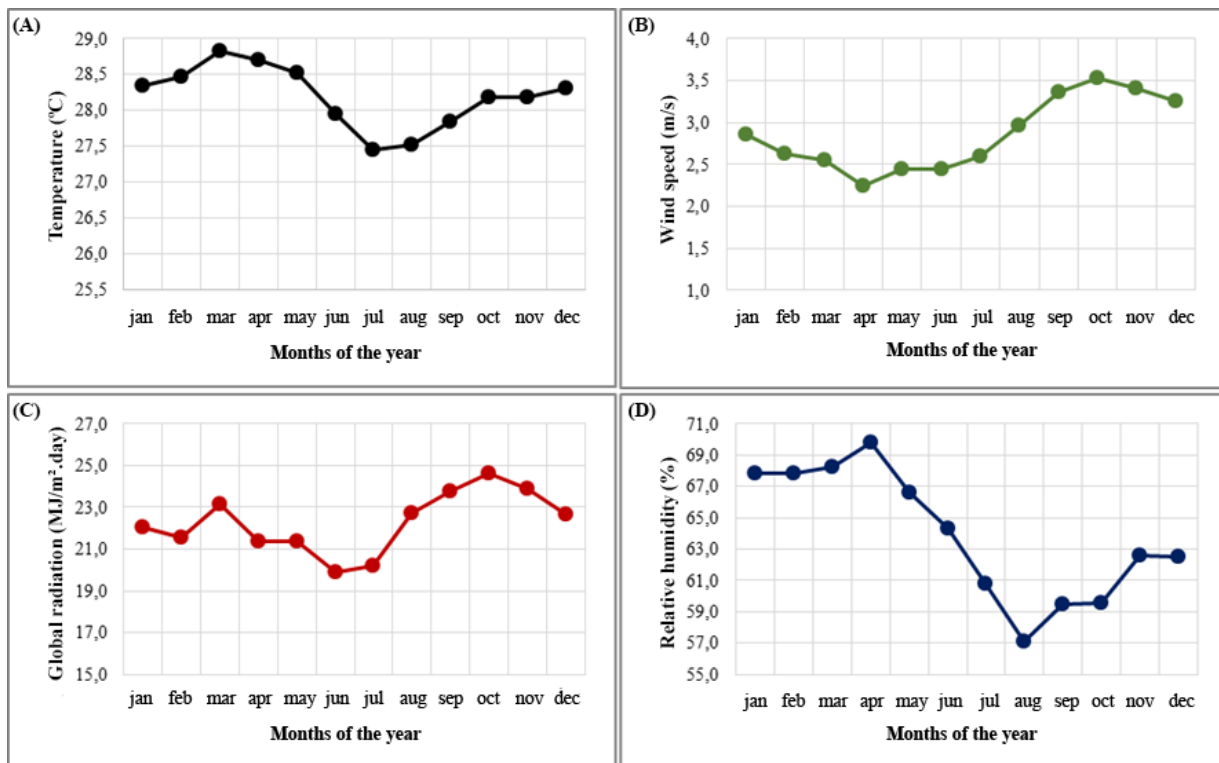 (A)
Temperature (ºC)
29,0
28,5
28,0
27,5
27,0
26,5
26,0
25,5
jan feb mar apr may jun jul aug sep oct nov dec
Months of the year
(B)
Wind speed (m/s)
4,0
3,5
3,0
2,5
2,0
1,5
1,0
jan feb mar apr may jun jul aug sep oct nov dec
Months of the year
(C)
Global radiation (MJ/m².day)
27,0
25,0
23,0
21,0
19,0
17,0
15,0
jan feb mar apr may jun jul aug sep oct nov dec
Months of the year
(D)
Relative humidity (%)
71,0
69,0
67,0
65,0
63,0
61,0
59,0
57,0
55,0
jan feb mar apr may jun jul aug sep oct nov dec
Months of the year